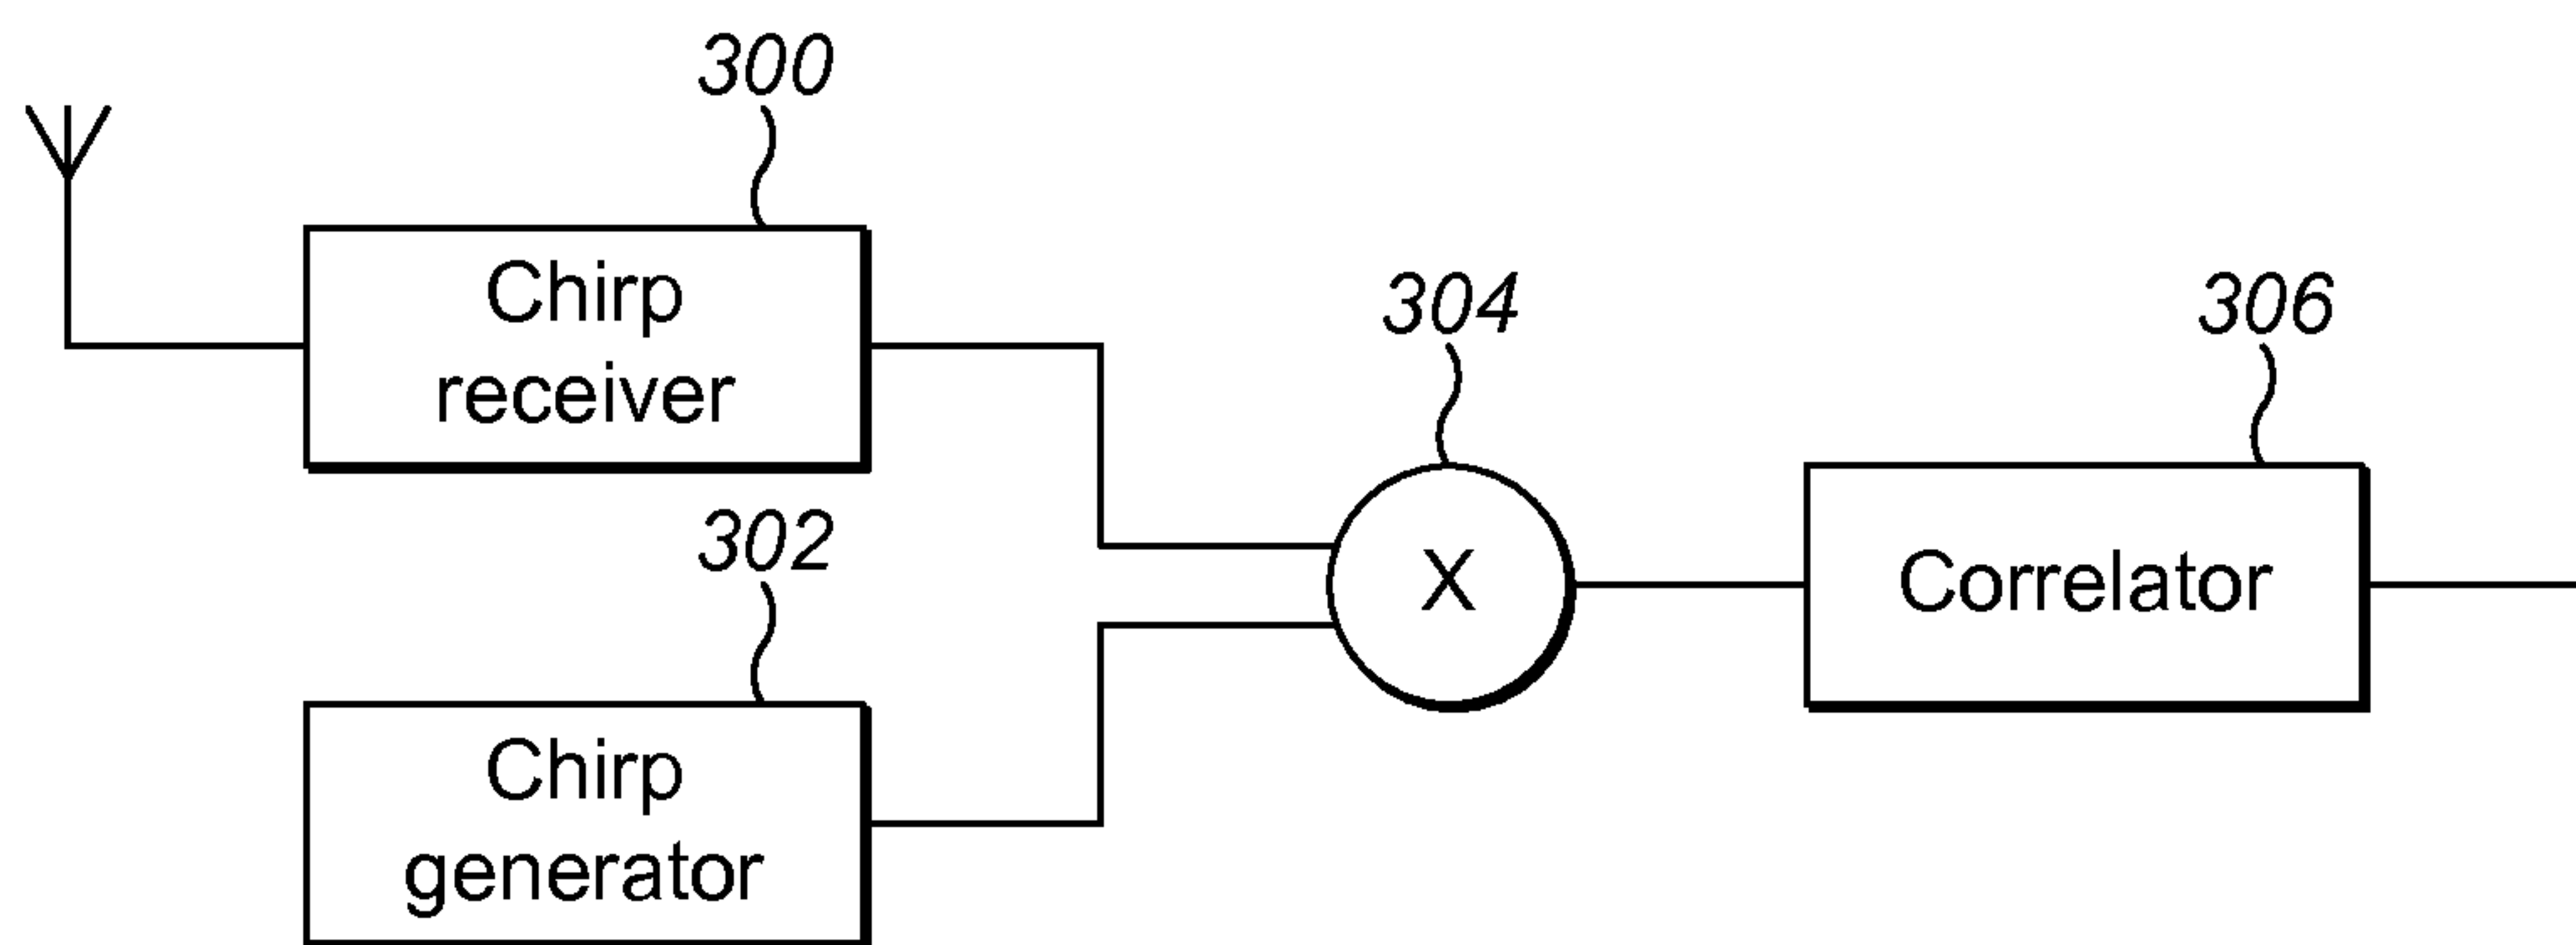 300
Chirp
receiver
302
Chirp
generator
304
X
306
Correlator